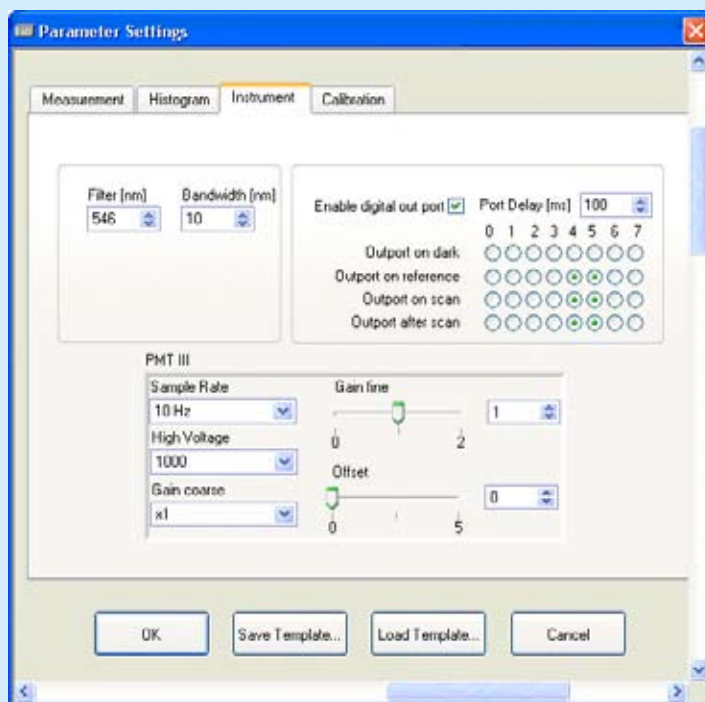 Parameter Settings
Measurement Histogram Instrument Calibration
Filter [nm] Bandwidth [nm]
546 10
Enable digital out port Port Delay [ms] 100
0 1 2 3 4 5 6 7
Outport on dark
Outport on reference
Outport on scan
Outport after scan
PMT III
Sample Rate
10 Hz
High Voltage
1000
Gain coarse
x1
Gain fine
1
0 2
Offset
0
0 5
OK Save Template... Load Template... Cancel